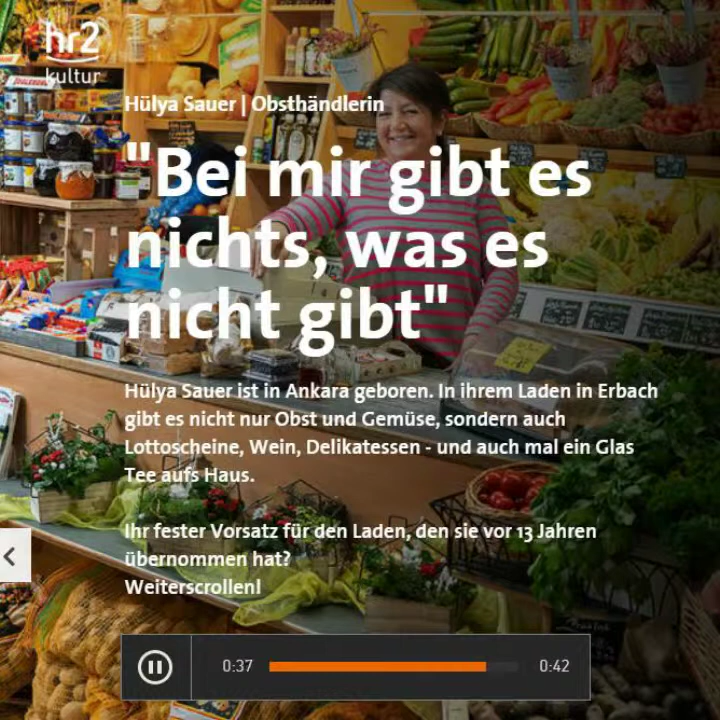 hr2
kultur
Hülya Sauer | Obsthändlerin
"Bei mir gibt es
nichts, was es
nicht gibt"
Hülya Sauer ist in Ankara geboren. In ihrem Laden in Erbach
gibt es nicht nur Obst und Gemüse, sondern auch
Lottoscheine, Wein, Delikatessen - und auch mal ein Glas
Tee aufs Haus.
Ihr fester Vorsatz für den Laden, den sie vor 13 Jahren
übernommen hat?
Weiterscrollen!
0:37
0:42